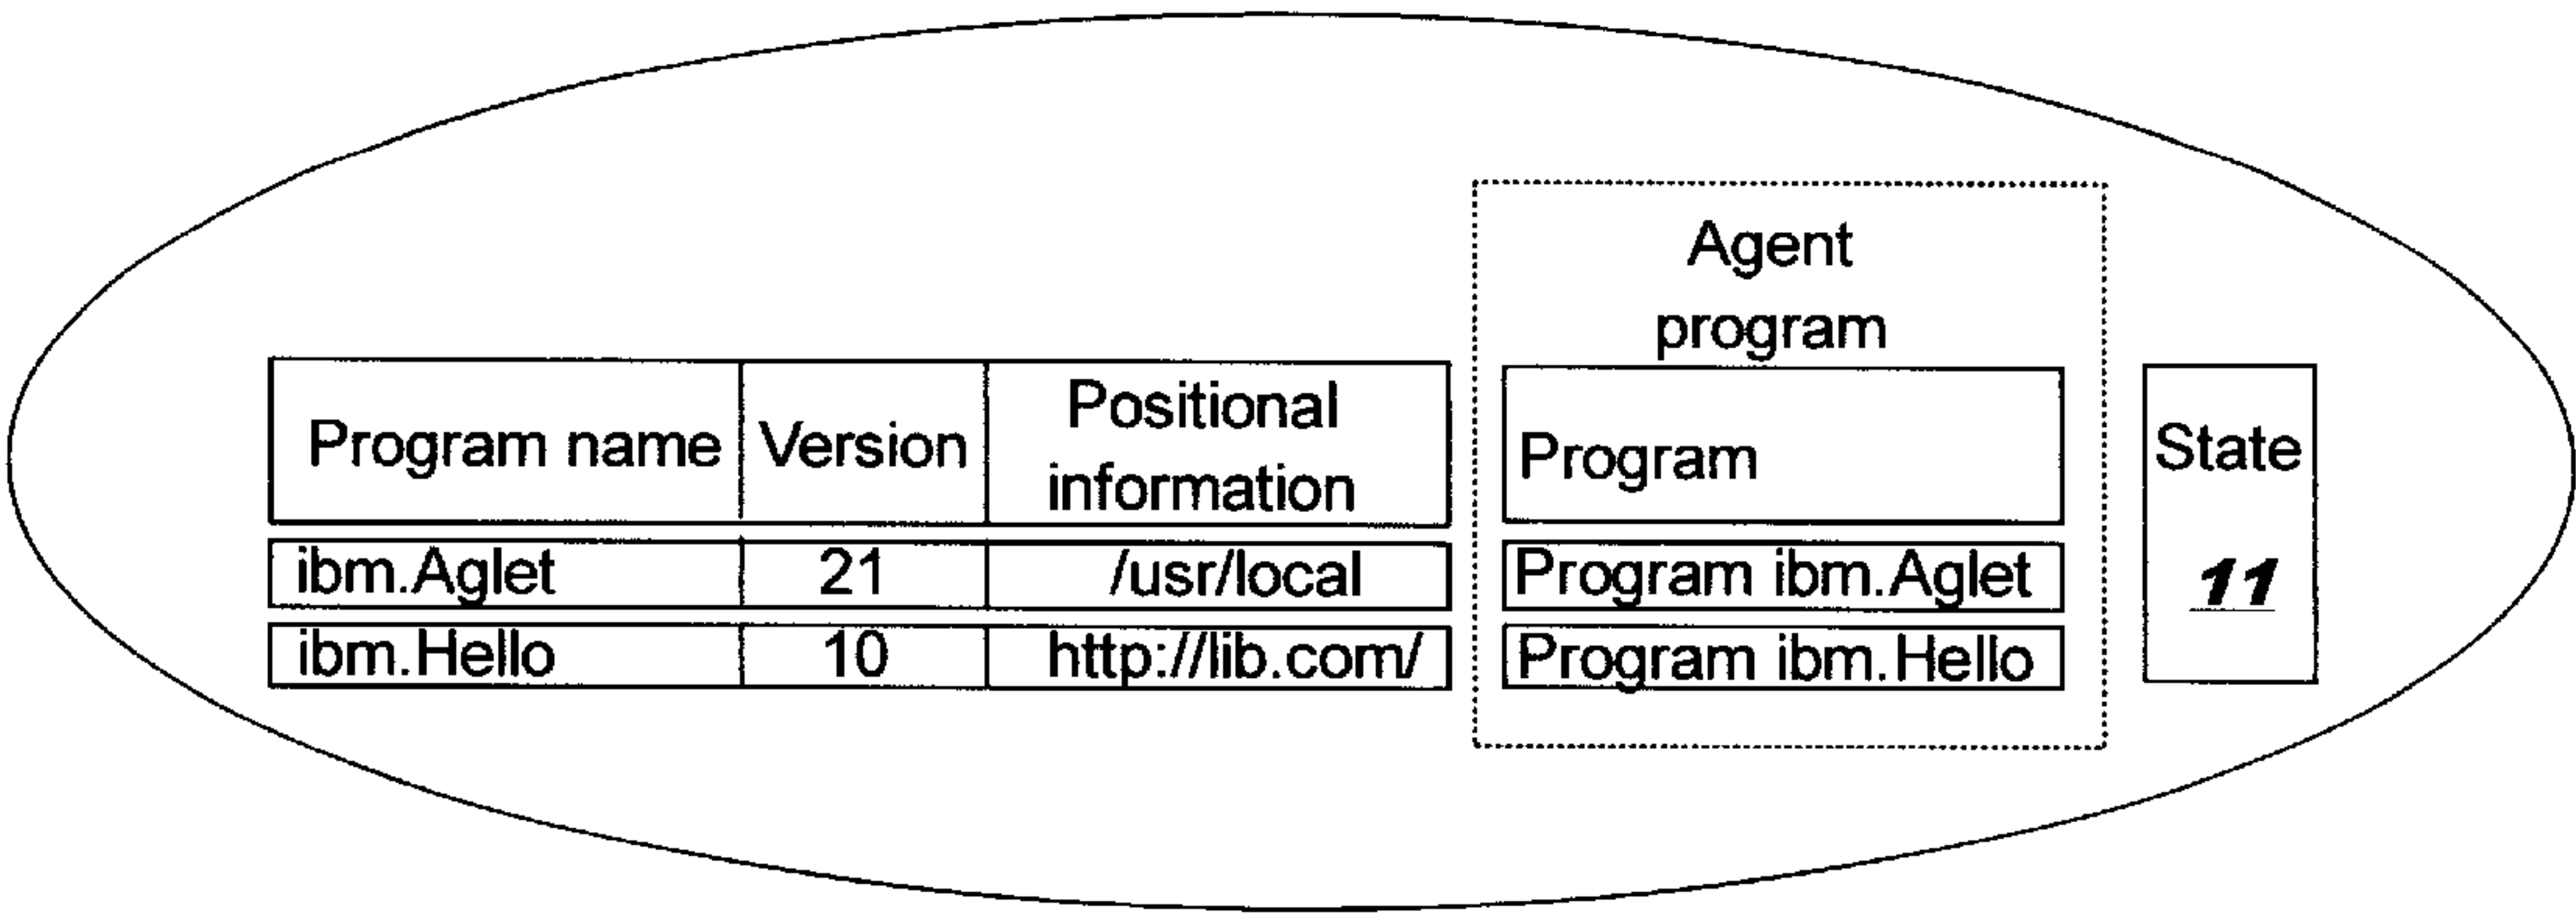 Agent
program
Program name Version Positional information Program State
ibm.Aglet 21 /usr/local Program ibm.Aglet 11
ibm.Hello 10 http://lib.com/ Program ibm.Hello